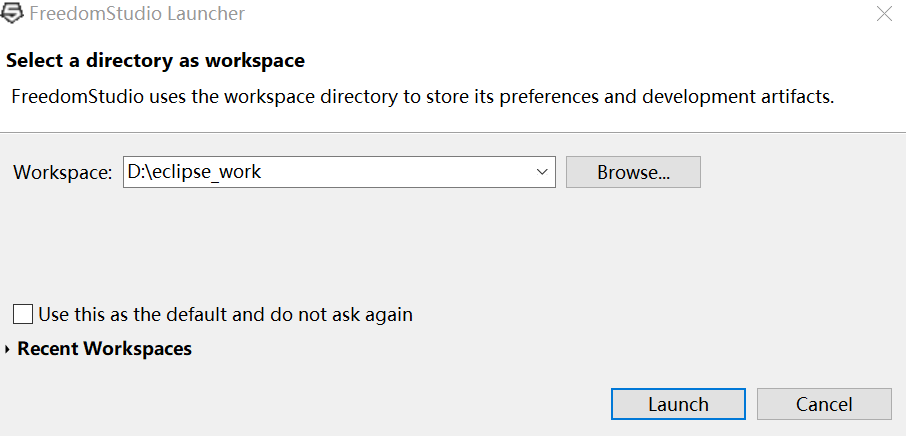 FreedomStudio Launcher
Select a directory as workspace
FreedomStudio uses the workspace directory to store its preferences and development artifacts.
Workspace: D:\eclipse_work Browse...
Use this as the default and do not ask again
Recent Workspaces
Launch Cancel